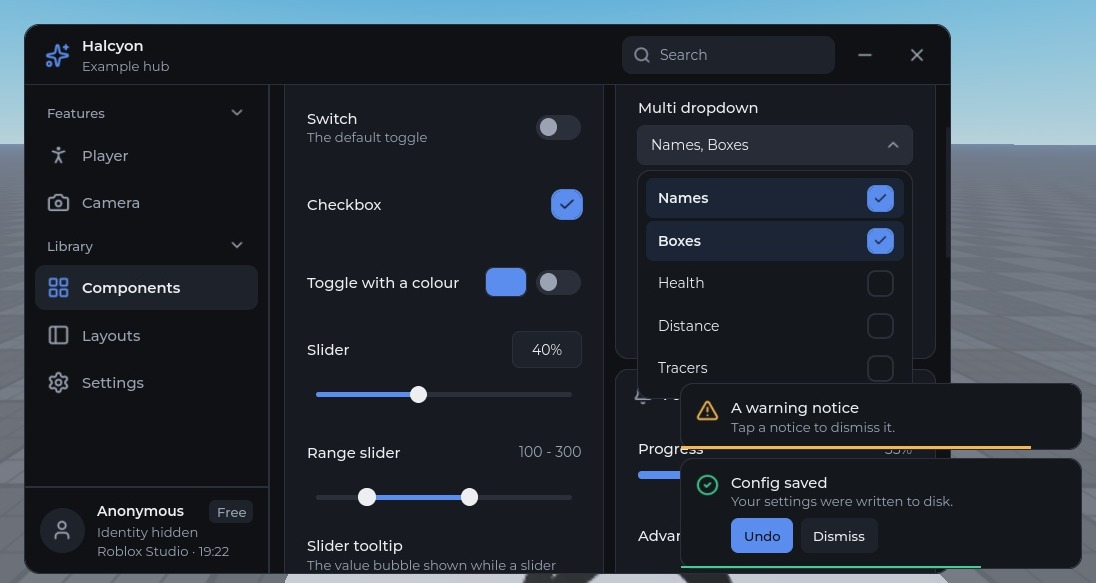 Halcyon
Example hub
Search
Features
Player
Camera
Library
Components
Layouts
Settings
Anonymous
Free
Identity hidden
Roblox Studio · 19:22
Switch
The default toggle
Checkbox
Toggle with a colour
Slider
40%
Range slider
100 - 300
Slider tooltip
The value bubble shown while a slider
Multi dropdown
Names, Boxes
Names
Boxes
Health
Distance
Tracers
Progress
A warning notice
Tap a notice to dismiss it.
Config saved
Your settings were written to disk.
Undo
Dismiss